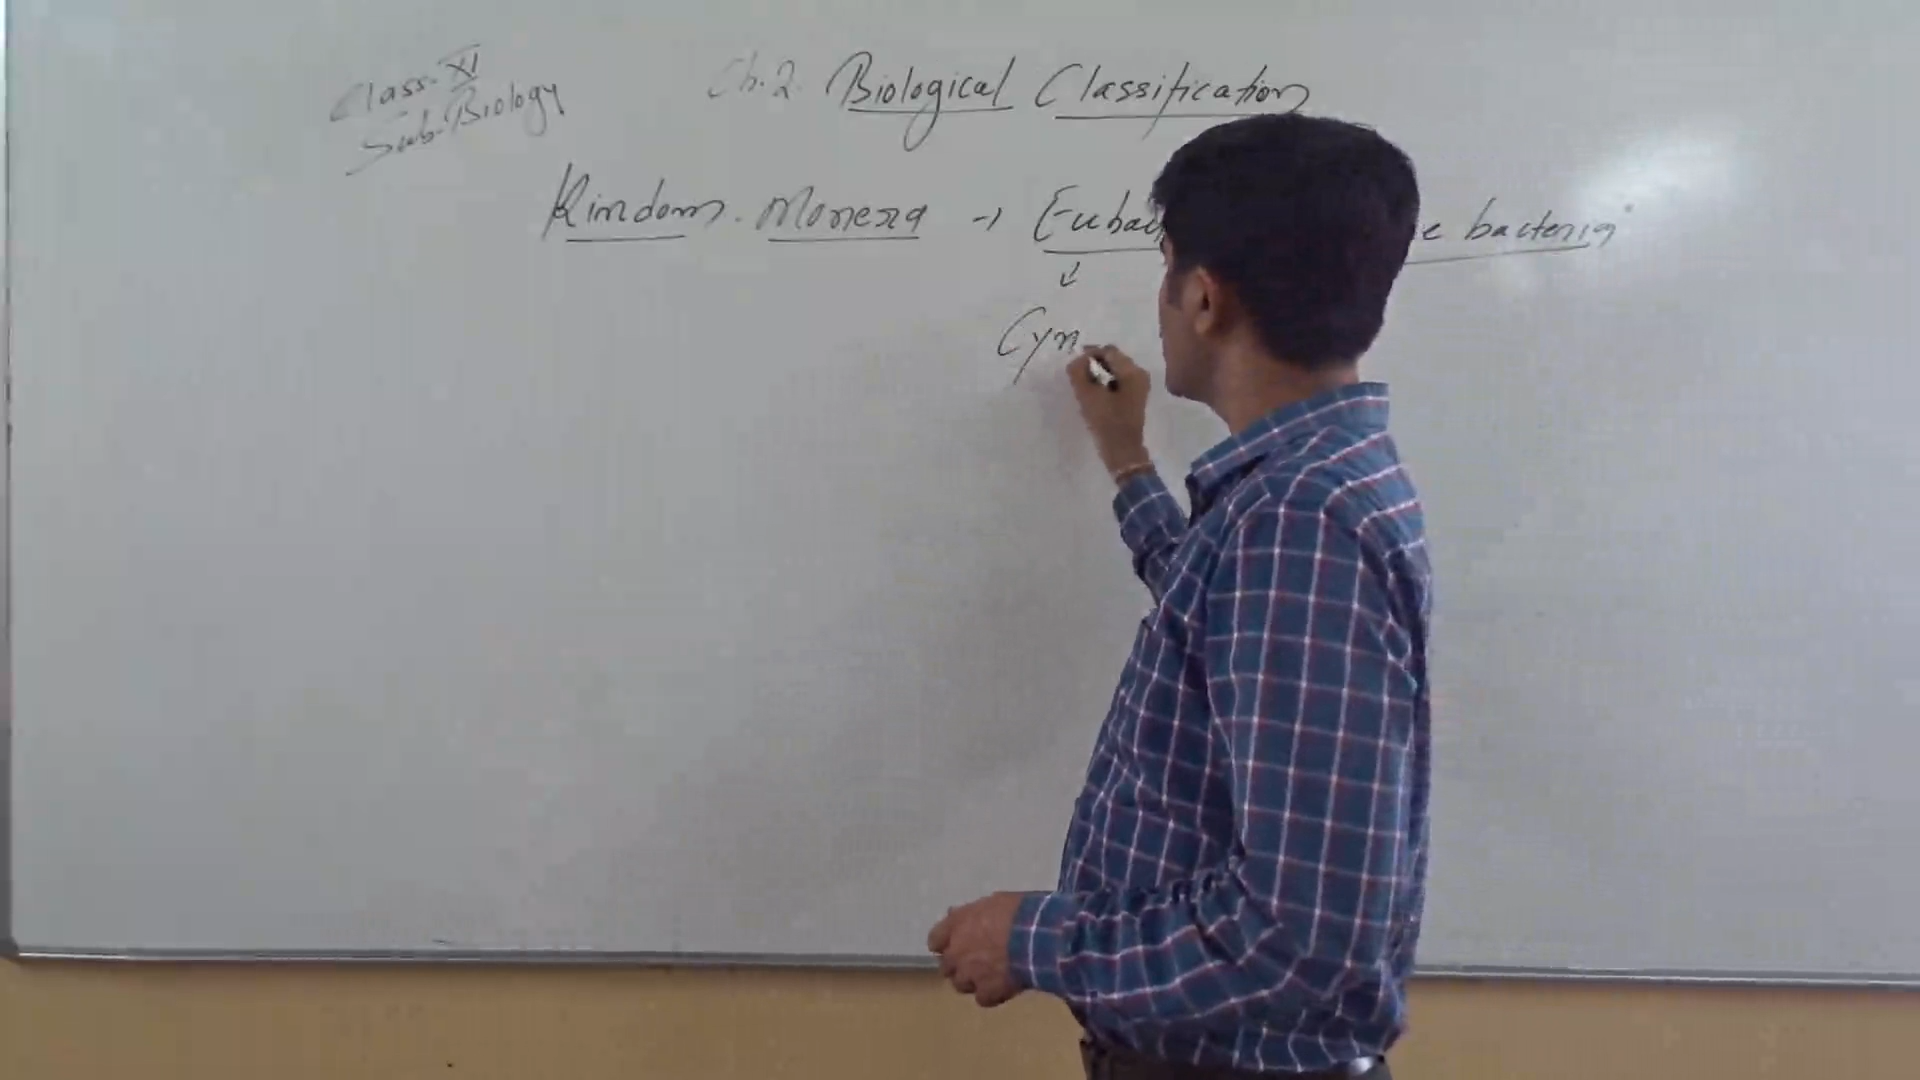 Class-XI
Sub-Biology
Ch.2. Biological Classification
Kindom. Monera → Eubac e bacteria
Cyn